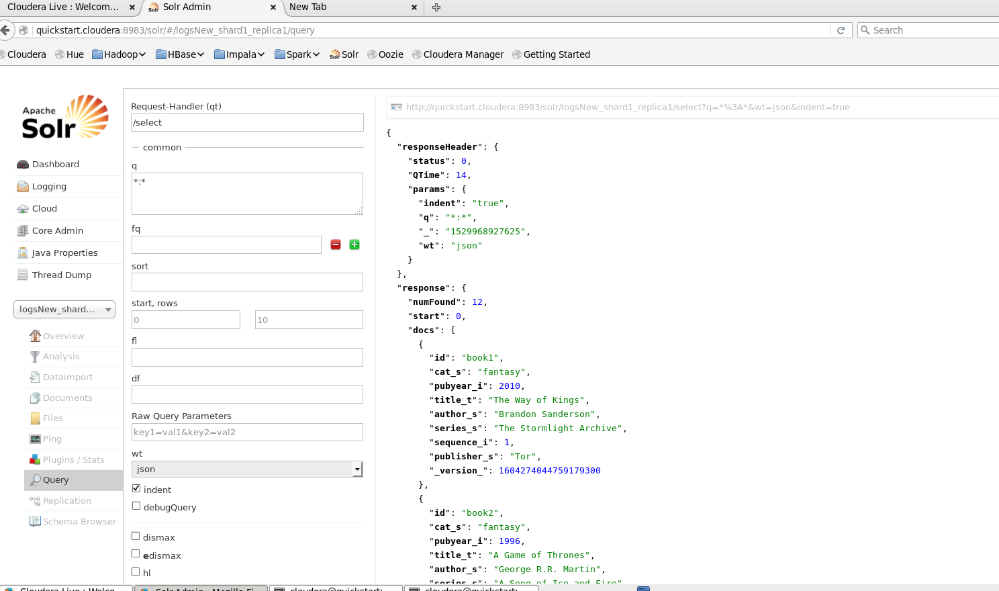 Cloudera Live : Welcom... × Solr Admin × New Tab ×
quickstart.cloudera:8983/solr/#/logsNew_shard1_replica1/query Search
Cloudera Hue Hadoop HBase Impala Spark Solr Oozie Cloudera Manager Getting Started
Apache
Solr
Dashboard
Logging
Cloud
Core Admin
Java Properties
Thread Dump
logsNew_shard...
Overview
Analysis
Dataimport
Documents
Files
Ping
Plugins / Stats
Query
Replication
Schema Browser
Request-Handler (qt)
/select
common
q
*:*
fq
sort
start, rows
0 10
fl
df
Raw Query Parameters
key1=val1&key2=val2
wt
json
indent
debugQuery
dismax
edismax
hl
http://quickstart.cloudera:8983/solr/logsNew_shard1_replica1/select?q=*%3A*&wt=json&indent=true
{
"responseHeader": {
"status": 0,
"QTime": 14,
"params": {
"indent": "true",
"q": "*:*",
"_": "1529968927625",
"wt": "json"
}
},
"response": {
"numFound": 12,
"start": 0,
"docs": [
{
"id": "book1",
"cat_s": "fantasy",
"pubyear_i": 2010,
"title_t": "The Way of Kings",
"author_s": "Brandon Sanderson",
"series_s": "The Stormlight Archive",
"sequence_i": 1,
"publisher_s": "Tor",
"_version_": 1604274044759179300
},
{
"id": "book2",
"cat_s": "fantasy",
"pubyear_i": 1996,
"title_t": "A Game of Thrones",
"author_s": "George R.R. Martin",
"series_s": "A Song of Ice and Fire"
Cloudera Live : Welco... Solr Admin - Mozilla Fi... cloudera@quickstart: cloudera@quickstart: